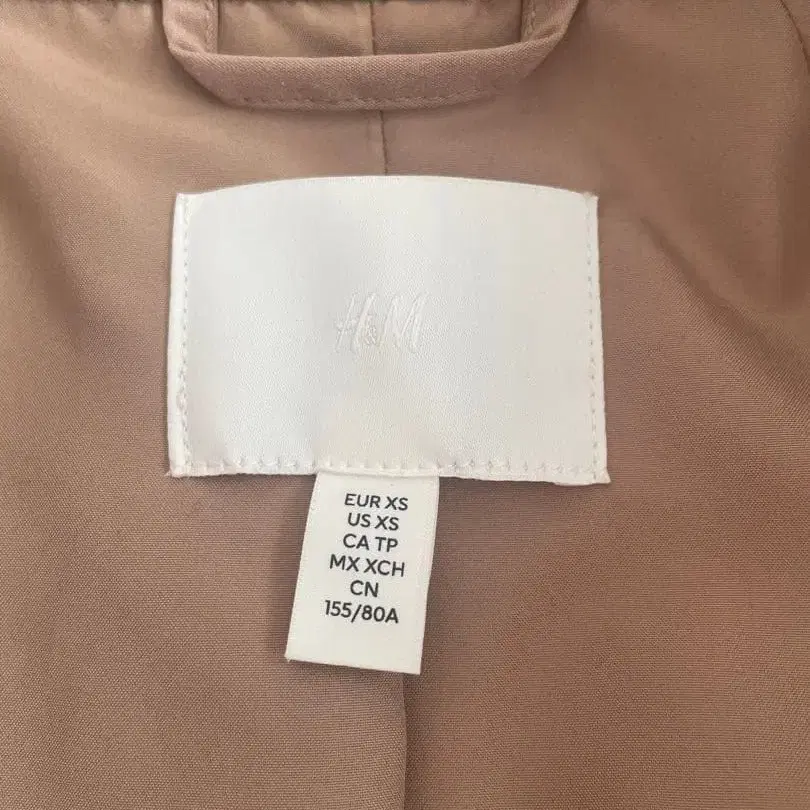 H&M
EUR XS
US XS
CA TP
MX XCH
CN
155/80A